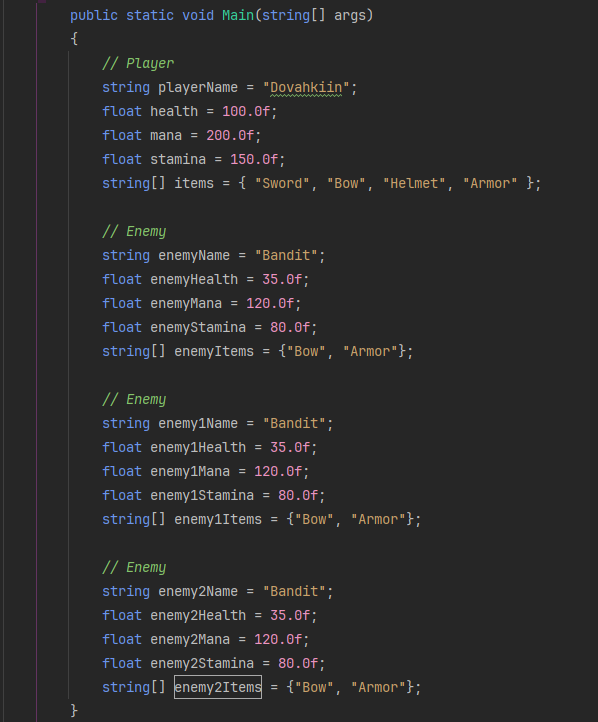 public static void Main(string[] args)
{
// Player
string playerName = "Dovahkiin";
float health = 100.0f;
float mana = 200.0f;
float stamina = 150.0f;
string[] items = { "Sword", "Bow", "Helmet", "Armor" };
// Enemy
string enemyName = "Bandit";
float enemyHealth = 35.0f;
float enemyMana = 120.0f;
float enemyStamina = 80.0f;
string[] enemyItems = {"Bow", "Armor"};
// Enemy
string enemy1Name = "Bandit";
float enemy1Health = 35.0f;
float enemy1Mana = 120.0f;
float enemy1Stamina = 80.0f;
string[] enemy1Items = {"Bow", "Armor"};
// Enemy
string enemy2Name = "Bandit";
float enemy2Health = 35.0f;
float enemy2Mana = 120.0f;
float enemy2Stamina = 80.0f;
string[] enemy2Items = {"Bow", "Armor"};
}